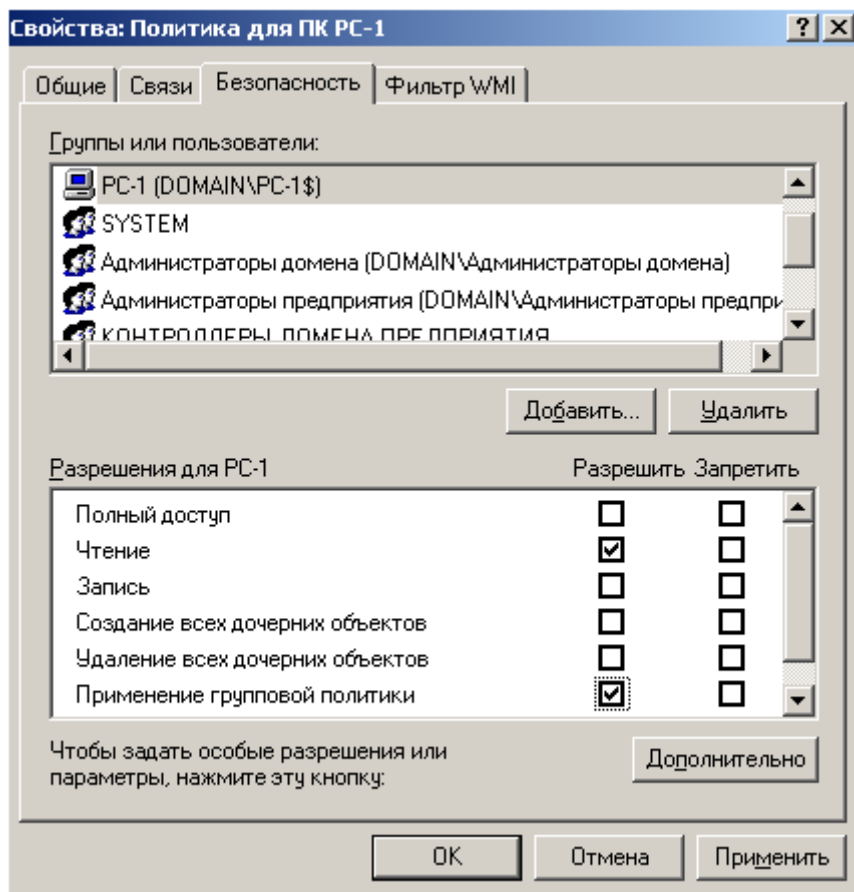 Свойства: Политика для ПК PC-1
Общие Связи Безопасность Фильтр WMI
Группы или пользователи:
PC-1 (DOMAIN\PC-1$)
SYSTEM
Администраторы домена (DOMAIN\Администраторы домена)
Администраторы предприятия (DOMAIN\Администраторы предпри
КОНТРОЛЛЕРЫ ДОМЕНА ПРЕДПРИЯТИЯ
Добавить... Удалить
Разрешения для PC-1 Разрешить Запретить
Полный доступ
Чтение
Запись
Создание всех дочерних объектов
Удаление всех дочерних объектов
Применение групповой политики
Чтобы задать особые разрешения или
параметры, нажмите эту кнопку:
Дополнительно
OK Отмена Применить